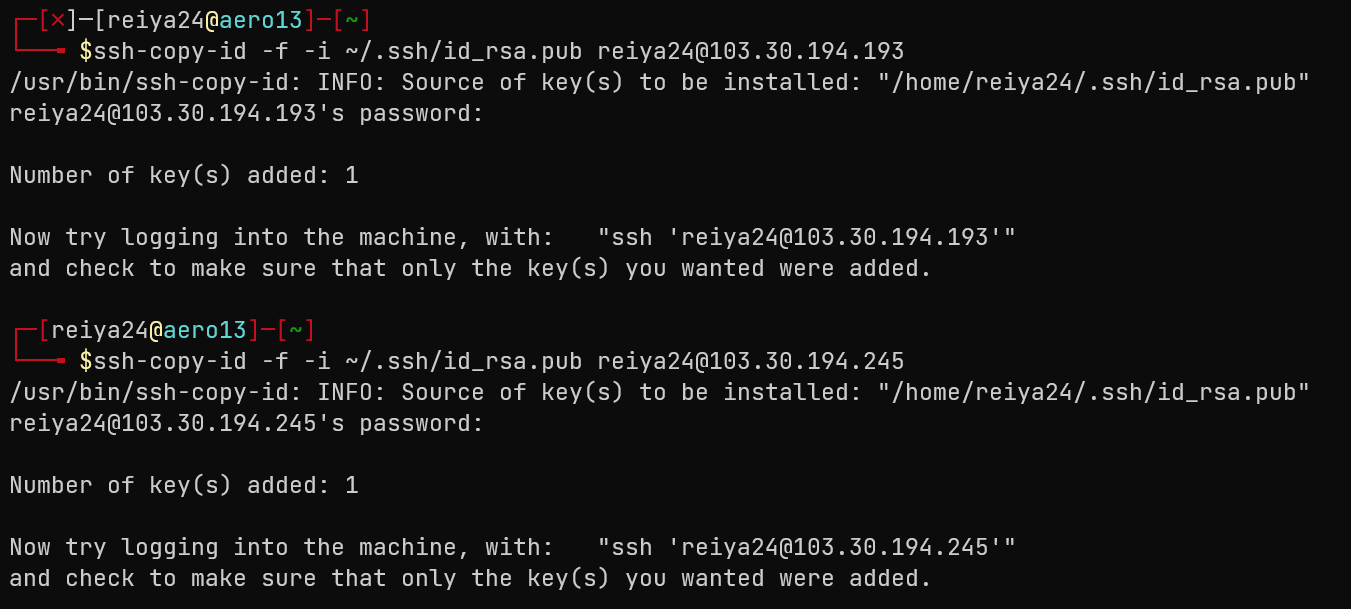 ┌─[✗]─[reiya24@aero13]─[~]
└──╼ $ssh-copy-id -f -i ~/.ssh/id_rsa.pub reiya24@103.30.194.193
/usr/bin/ssh-copy-id: INFO: Source of key(s) to be installed: "/home/reiya24/.ssh/id_rsa.pub"
reiya24@103.30.194.193's password:
Number of key(s) added: 1
Now try logging into the machine, with:   "ssh 'reiya24@103.30.194.193'"
and check to make sure that only the key(s) you wanted were added.
┌─[reiya24@aero13]─[~]
└──╼ $ssh-copy-id -f -i ~/.ssh/id_rsa.pub reiya24@103.30.194.245
/usr/bin/ssh-copy-id: INFO: Source of key(s) to be installed: "/home/reiya24/.ssh/id_rsa.pub"
reiya24@103.30.194.245's password:
Number of key(s) added: 1
Now try logging into the machine, with:   "ssh 'reiya24@103.30.194.245'"
and check to make sure that only the key(s) you wanted were added.